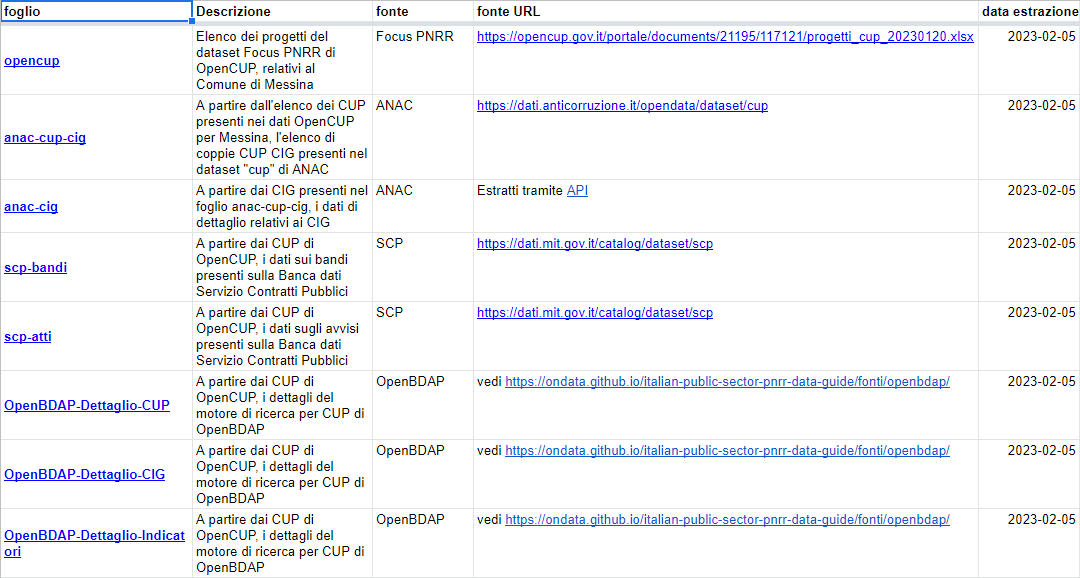 foglio Descrizione fonte fonte URL data estrazione
opencup
Elenco dei progetti del
dataset Focus PNRR di
OpenCUP, relativi al
Comune di Messina
Focus PNRR
https://opencup.gov.it/portale/documents/21195/117121/progetti_cup_20230120.xlsx
2023-02-05
anac-cup-cig
A partire dall'elenco dei CUP
presenti nei dati OpenCUP
per Messina, l'elenco di
coppie CUP CIG presenti nel
dataset "cup" di ANAC
ANAC
https://dati.anticorruzione.it/opendata/dataset/cup
2023-02-05
anac-cig
A partire dai CIG presenti nel
foglio anac-cup-cig, i dati di
dettaglio relativi ai CIG
ANAC
Estratti tramite API
2023-02-05
scp-bandi
A partire dai CUP di
OpenCUP, i dati sui bandi
presenti sulla Banca dati
Servizio Contratti Pubblici
SCP
https://dati.mit.gov.it/catalog/dataset/scp
2023-02-05
scp-atti
A partire dai CUP di
OpenCUP, i dati sugli avvisi
presenti sulla Banca dati
Servizio Contratti Pubblici
SCP
https://dati.mit.gov.it/catalog/dataset/scp
2023-02-05
OpenBDAP-Dettaglio-CUP
A partire dai CUP di
OpenCUP, i dettagli del
motore di ricerca per CUP di
OpenBDAP
OpenBDAP
vedi https://ondata.github.io/italian-public-sector-pnrr-data-guide/fonti/openbdap/
2023-02-05
OpenBDAP-Dettaglio-CIG
A partire dai CUP di
OpenCUP, i dettagli del
motore di ricerca per CUP di
OpenBDAP
OpenBDAP
vedi https://ondata.github.io/italian-public-sector-pnrr-data-guide/fonti/openbdap/
2023-02-05
OpenBDAP-Dettaglio-Indicat
ori
A partire dai CUP di
OpenCUP, i dettagli del
motore di ricerca per CUP di
OpenBDAP
OpenBDAP
vedi https://ondata.github.io/italian-public-sector-pnrr-data-guide/fonti/openbdap/
2023-02-05